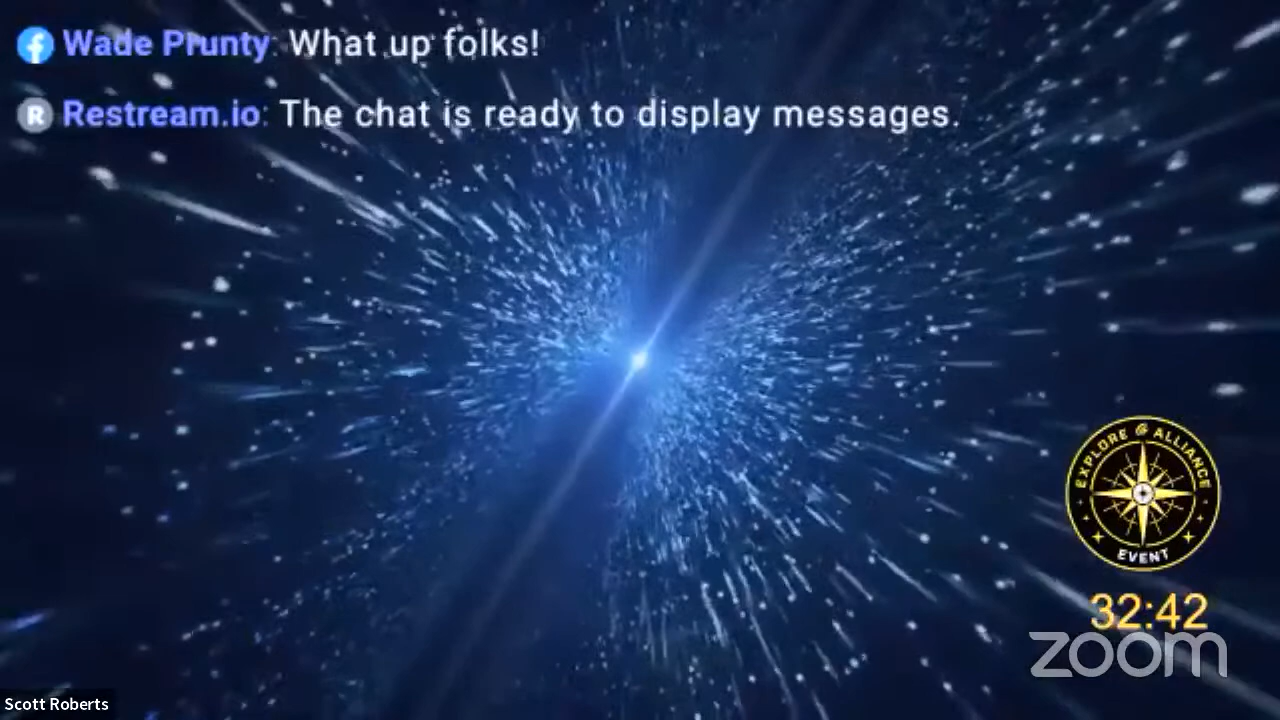 Wade Prunty: What up folks!
Restream.io: The chat is ready to display messages.
EXPLORE ALLIANCE
EVENT
32:42
zoom
Scott Roberts